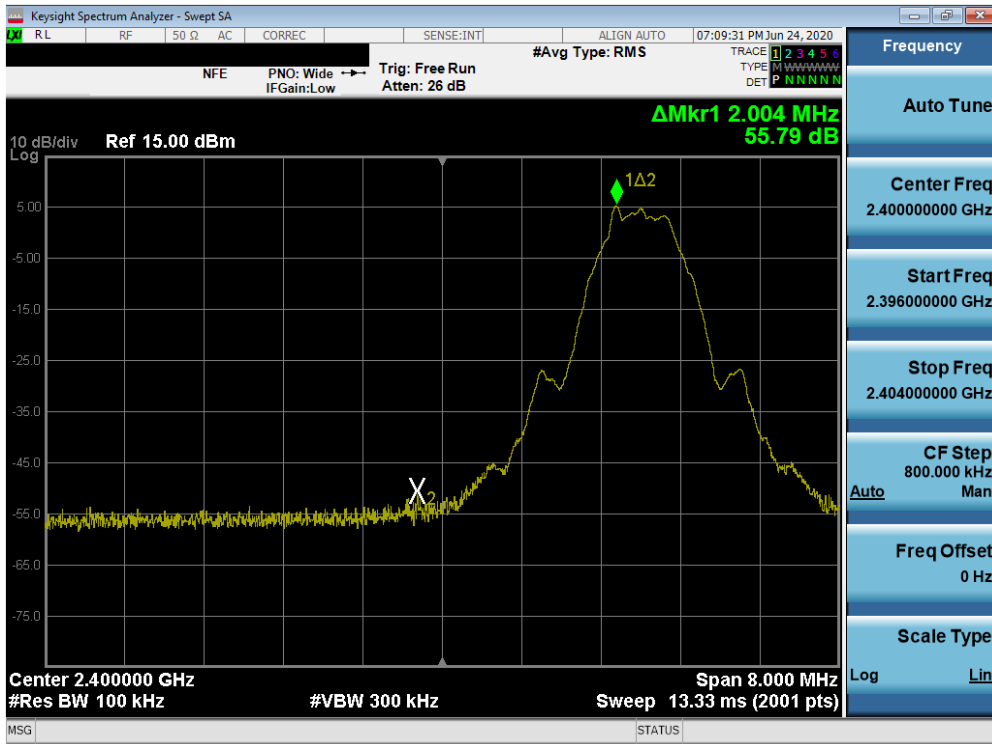 Keysight Spectrum Analyzer - Swept SA
LXI RL RF 50 Ω AC CORREC SENSE:INT ALIGN AUTO 07:09:31 PM Jun 24, 2020
NFE PNO: Wide Trig: Free Run #Avg Type: RMS TRACE 1 2 3 4 5 6
IFGain:Low Atten: 26 dB TYPE M WWWWW
DET P N N N N N
ΔMkr1 2.004 MHz
55.79 dB
10 dB/div Ref 15.00 dBm
Log
1Δ2
5.00
-5.00
-15.0
-25.0
-35.0
-45.0
X2
-55.0
-65.0
-75.0
Center 2.400000 GHz Span 8.000 MHz
#Res BW 100 kHz #VBW 300 kHz Sweep 13.33 ms (2001 pts)
MSG STATUS
Frequency
Auto Tune
Center Freq
2.400000000 GHz
Start Freq
2.396000000 GHz
Stop Freq
2.404000000 GHz
CF Step
800.000 kHz
Auto Man
Freq Offset
0 Hz
Scale Type
Log Lin